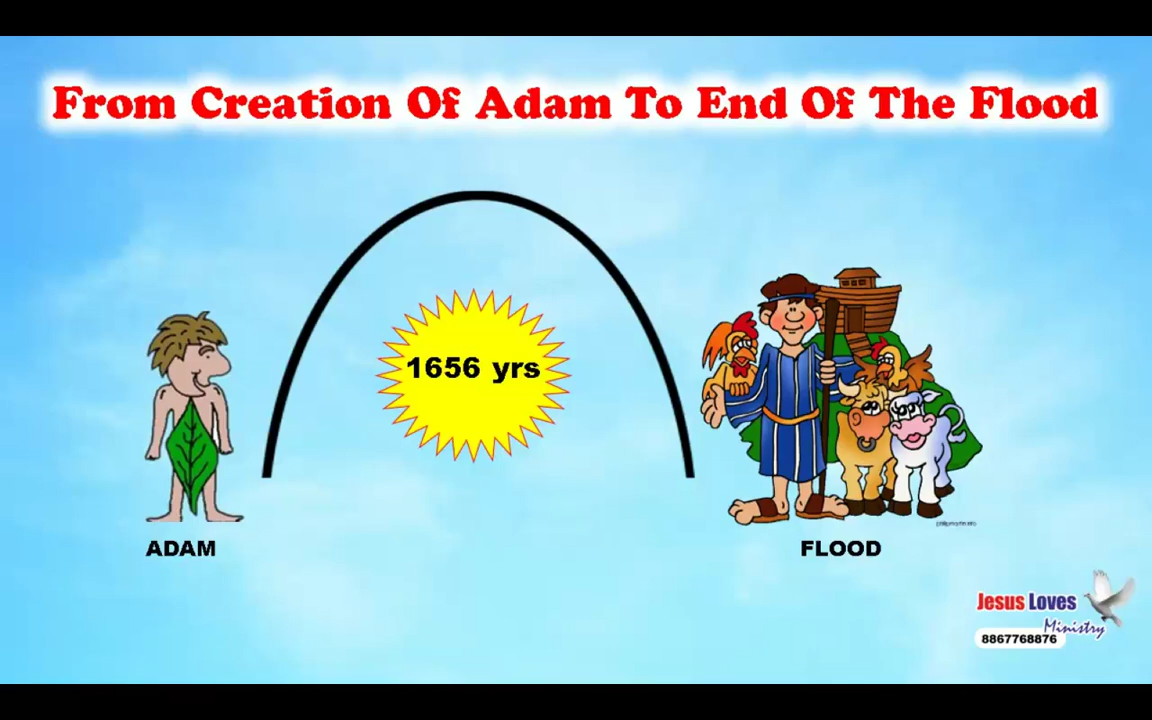 From Creation Of Adam To End Of The Flood
1656 yrs
ADAM
FLOOD
Jesus Loves
Ministry
8867768876